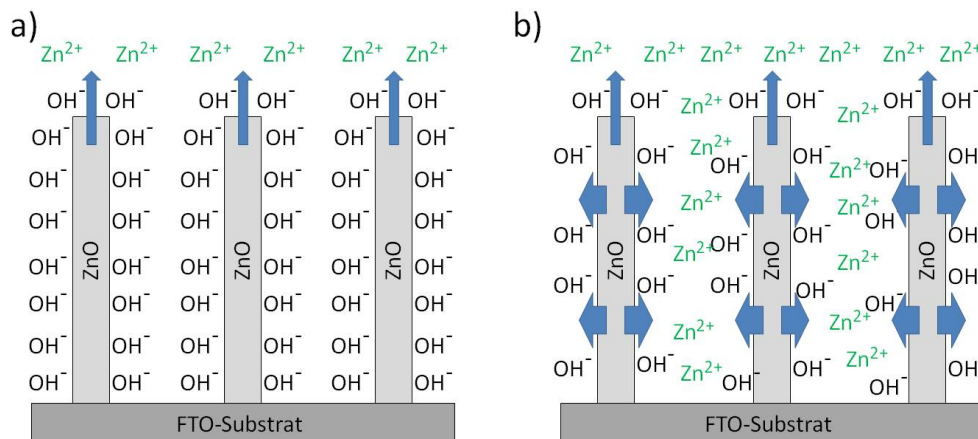 a)
Zn²⁺ Zn²⁺ Zn²⁺ Zn²⁺ Zn²⁺ Zn²⁺
OH⁻ OH⁻ OH⁻ OH⁻ OH⁻ OH⁻
OH⁻ OH⁻ OH⁻ OH⁻ OH⁻ OH⁻
OH⁻ OH⁻ OH⁻ OH⁻ OH⁻ OH⁻
OH⁻ OH⁻ OH⁻ OH⁻ OH⁻ OH⁻
ZnO ZnO ZnO
OH⁻ OH⁻ OH⁻ OH⁻ OH⁻ OH⁻
OH⁻ OH⁻ OH⁻ OH⁻ OH⁻ OH⁻
OH⁻ OH⁻ OH⁻ OH⁻ OH⁻ OH⁻
OH⁻ OH⁻ OH⁻ OH⁻ OH⁻ OH⁻
FTO-Substrat
b)
Zn²⁺ Zn²⁺ Zn²⁺ Zn²⁺ Zn²⁺ Zn²⁺ Zn²⁺
OH⁻ OH⁻ Zn²⁺ OH⁻ OH⁻ Zn²⁺ OH⁻ OH⁻
OH⁻ OH⁻ Zn²⁺ OH⁻ OH⁻ Zn²⁺ OH⁻ OH⁻
Zn²⁺ Zn²⁺ OH
OH⁻ OH⁻ Zn²⁺ OH⁻ OH⁻ OH
ZnO ZnO Zn²⁺ ZnO OH⁻
OH⁻ OH⁻ OH⁻ OH⁻ OH⁻
Zn²⁺ Zn²⁺
OH⁻ OH⁻ Zn²⁺ OH⁻ OH⁻ Zn²⁺ OH⁻ OH⁻
FTO-Substrat